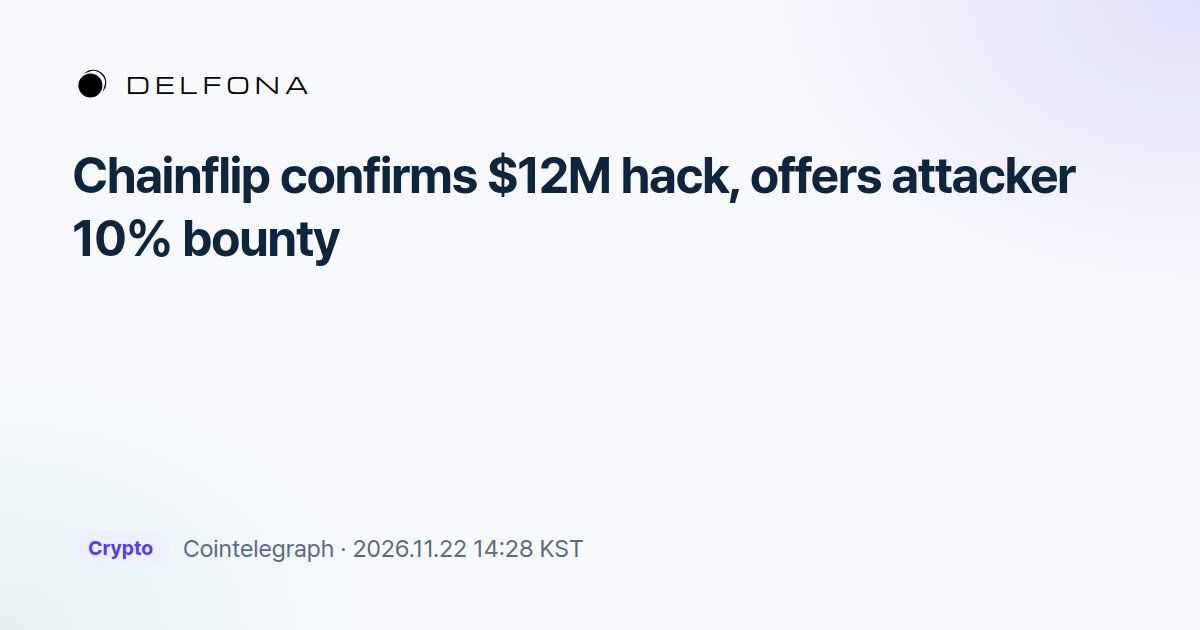 DELFONA
Chainflip confirms $12M hack, offers attacker
10% bounty
Crypto Cointelegraph · 2026.11.22 14:28 KST